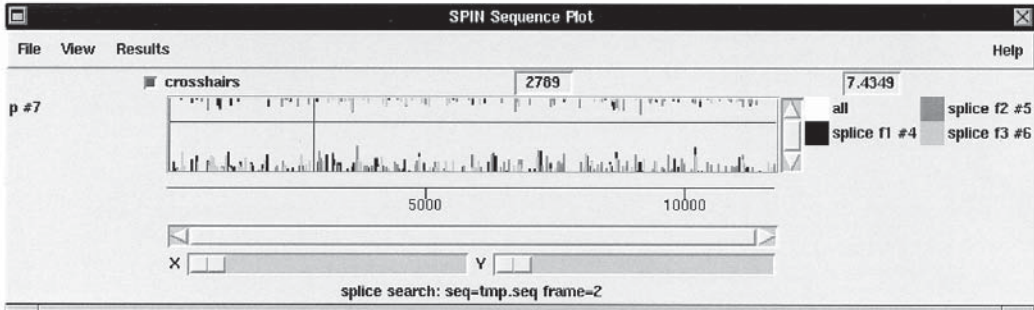 SPIN Sequence Plot
File View Results Help
crosshairs 2789 7.4349
p #7
all splice f2 #5
splice f1 #4 splice f3 #6
5000 10000
X Y
splice search: seq=tmp.seq frame=2